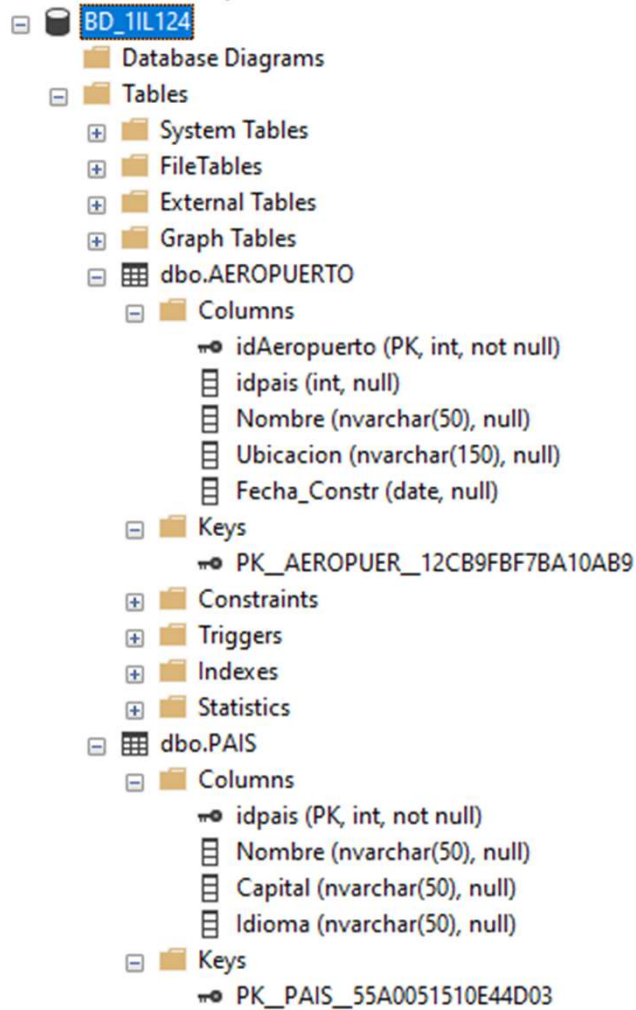 BD_1IL124
Database Diagrams
Tables
System Tables
FileTables
External Tables
Graph Tables
dbo.AEROPUERTO
Columns
idAeropuerto (PK, int, not null)
idpais (int, null)
Nombre (nvarchar(50), null)
Ubicacion (nvarchar(150), null)
Fecha_Constr (date, null)
Keys
PK__AEROPUER__12CB9FBF7BA10AB9
Constraints
Triggers
Indexes
Statistics
dbo.PAIS
Columns
idpais (PK, int, not null)
Nombre (nvarchar(50), null)
Capital (nvarchar(50), null)
Idioma (nvarchar(50), null)
Keys
PK__PAIS__55A0051510E44D03